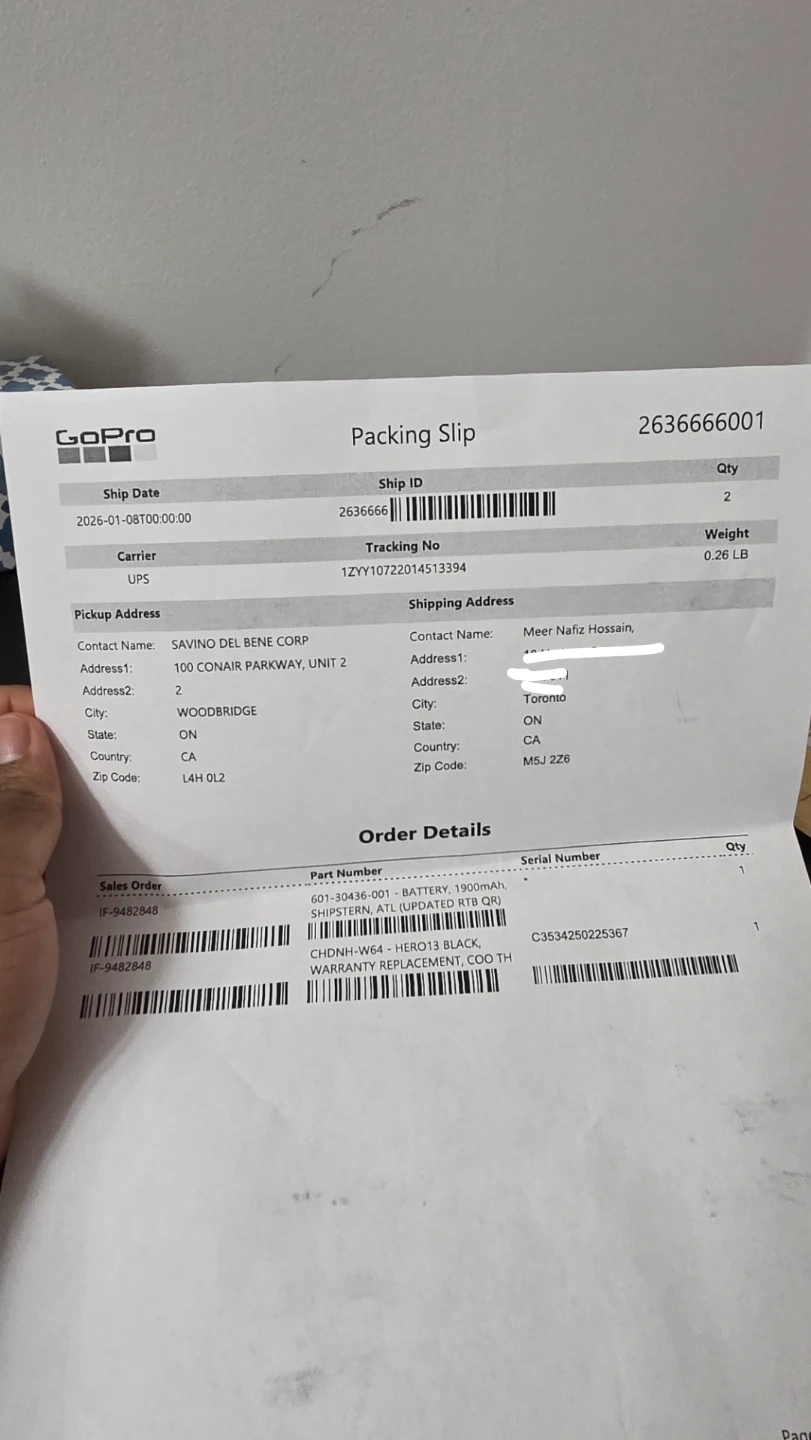 GoPro
Packing Slip
2636666001
Ship Date
Ship ID
Qty
2026-01-08T00:00:00
2636666
2
Carrier
Tracking No
Weight
UPS
1ZYY10722014513394
0.26 LB
Pickup Address
Shipping Address
Contact Name: SAVINO DEL BENE CORP
Address1: 100 CONAIR PARKWAY, UNIT 2
Address2: 2
City: WOODBRIDGE
State: ON
Country: CA
Zip Code: L4H 0L2
Contact Name: Meer Nafiz Hossain,
Address1:
Address2:
City: Toronto
State: ON
Country: CA
Zip Code: M5J 2Z6
Order Details
Sales Order
Part Number
Serial Number
Qty
IF-9482848
601-30436-001 - BATTERY, 1900mAh,
SHIPSTERN, ATL (UPDATED RTB QR)
1
IF-9482848
CHDNH-W64 - HERO13 BLACK,
WARRANTY REPLACEMENT, COO TH
C3534250225367
1